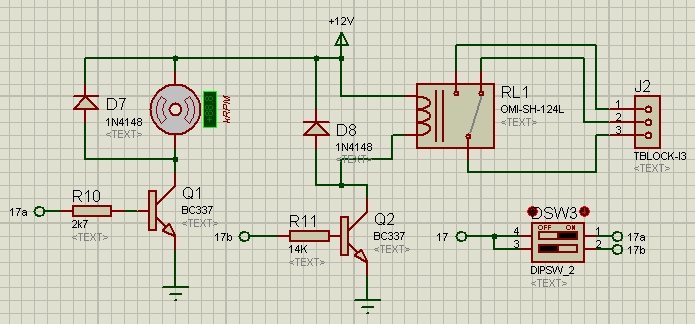 +12V
D7
1N4148
<TEXT>
kRPM
D8
1N4148
<TEXT>
RL1
OMI-SH-124L
<TEXT>
J2
1
2
3
TBLOCK-I3
<TEXT>
17a
R10
2k7
<TEXT>
Q1
BC337
<TEXT>
17b
R11
14K
<TEXT>
Q2
BC337
<TEXT>
17
DSW3
OFF ON
4 1 17a
3 2 17b
DIPSW_2
<TEXT>